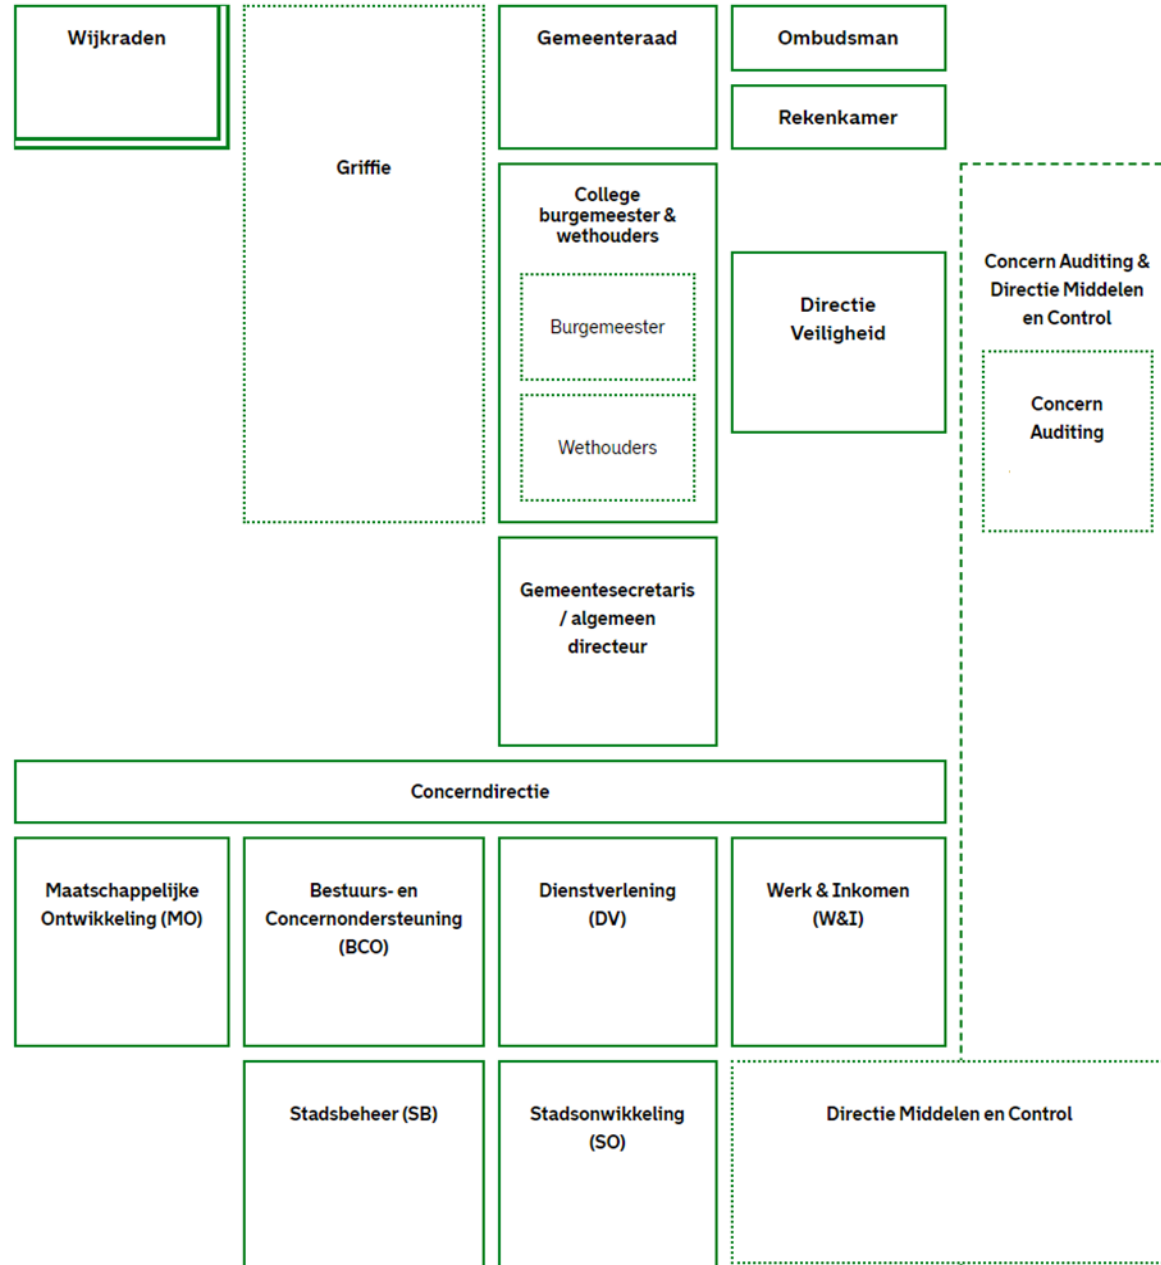 Wijkraden
Gemeenteraad
Ombudsman
Rekenkamer
Griffie
College
burgemeester &
wethouders
Burgemeester
Wethouders
Directie
Veiligheid
Concern Auditing &
Directie Middelen
en Control
Concern
Auditing
Gemeentesecretaris
/ algemeen
directeur
Concerndirectie
Maatschappelijke
Ontwikkeling (MO)
Bestuurs- en
Concernondersteuning
(BCO)
Dienstverlening
(DV)
Werk & Inkomen
(W&I)
Stadsbeheer (SB)
Stadsonwikkeling
(SO)
Directie Middelen en Control